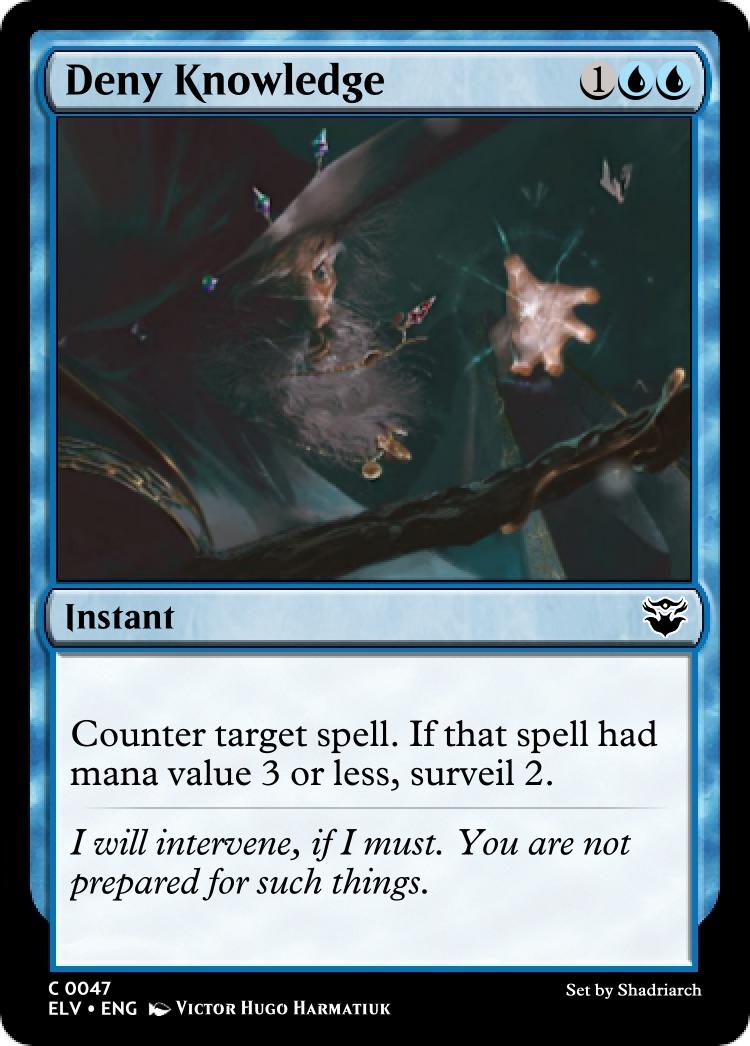 Deny Knowledge
1
Instant
Counter target spell. If that spell had
mana value 3 or less, surveil 2.
I will intervene, if I must. You are not
prepared for such things.
C 0047
Set by Shadriarch
ELV • ENG Victor Hugo Harmatiuk